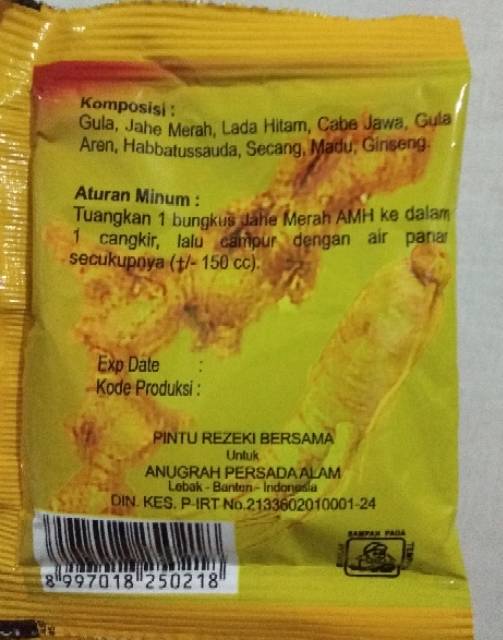 Komposisi :
Gula, Jahe Merah, Lada Hitam, Cabe Jawa, Gula
Aren, Habbatussauda, Secang, Madu, Ginseng.
Aturan Minum :
Tuangkan 1 bungkus Jahe Merah AMH ke dalam
1 cangkir, lalu campur dengan air panas
secukupnya (+/- 150 cc).
Exp Date :
Kode Produksi :
PINTU REZEKI BERSAMA
Untuk
ANUGRAH PERSADA ALAM
Lebak - Banten - Indonesia
DIN. KES. P-IRT No.2133602010001-24
8 997018 250218
SAMPAH PADA